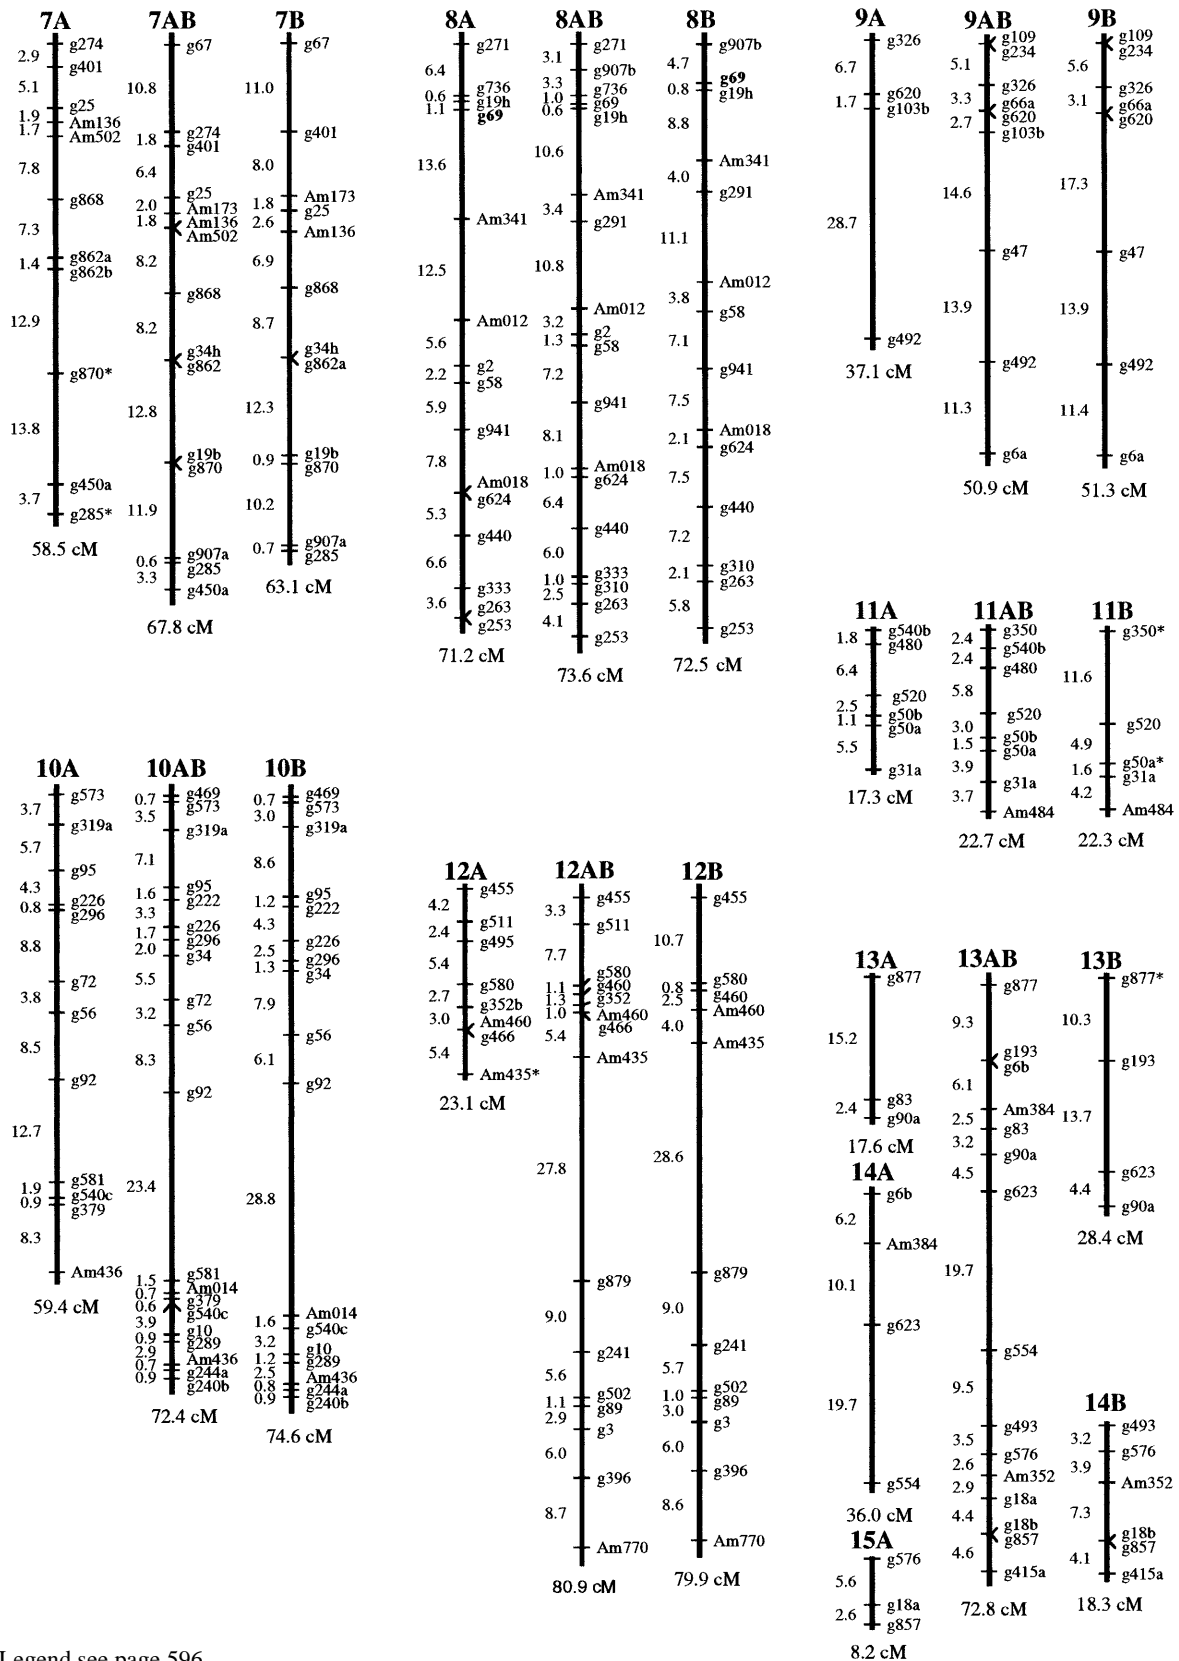 7A
2.9
5.1
1.9
1.7
7.8
7.3
1.4
12.9
13.8
3.7
g274
g401
g25
Am136
Am502
g868
g862a
g862b
g870*
g450a
g285*
58.5 cM
7AB
10.8
1.8
6.4
2.0
1.8
8.2
8.2
12.8
11.9
0.6
3.3
g67
g274
g401
g25
Am173
Am136
Am502
g868
g34h
g862
g19b
g870
g907a
g285
g450a
67.8 cM
7B
11.0
8.0
1.8
2.6
6.9
8.7
12.3
0.9
10.2
0.7
g67
g401
Am173
g25
Am136
g868
g34h
g862a
g19b
g870
g907a
g285
63.1 cM
8A
6.4
0.6
1.1
13.6
12.5
5.6
2.2
5.9
7.8
5.3
6.6
3.6
g271
g736
g19h
g69
Am341
Am012
g2
g58
g941
Am018
g624
g440
g333
g263
g253
71.2 cM
8AB
3.1
3.3
1.0
0.6
10.6
3.4
10.8
3.2
1.3
7.2
8.1
1.0
6.4
6.0
1.0
2.5
4.1
g271
g907b
g736
g69
g19h
Am341
g291
Am012
g2
g58
g941
Am018
g624
g440
g333
g310
g263
g253
73.6 cM
8B
4.7
0.8
8.8
4.0
11.1
3.8
7.1
7.5
2.1
7.5
7.2
2.1
5.8
g907b
g69
g19h
Am341
g291
Am012
g58
g941
Am018
g624
g440
g310
g263
g253
72.5 cM
9A
6.7
1.7
28.7
g326
g620
g103b
g492
37.1 cM
9AB
5.1
3.3
2.7
14.6
13.9
11.3
g109
g234
g326
g66a
g620
g103b
g47
g492
g6a
50.9 cM
9B
5.6
3.1
17.3
13.9
11.4
g109
g234
g326
g66a
g620
g47
g492
g6a
51.3 cM
10A
3.7
5.7
4.3
0.8
8.8
3.8
8.5
12.7
1.9
0.9
8.3
g573
g319a
g95
g226
g296
g72
g56
g92
g581
g540c
g379
Am436
59.4 cM
10AB
0.7
3.5
7.1
1.6
3.3
1.7
2.0
5.5
3.2
8.3
23.4
1.5
0.7
0.6
3.9
0.9
2.9
0.7
0.9
g469
g573
g319a
g95
g222
g226
g296
g34
g72
g56
g92
g581
Am014
g379
g540c
g10
g289
Am436
g244a
g240b
72.4 cM
10B
0.7
3.0
8.6
1.2
4.3
2.5
1.3
7.9
6.1
28.8
1.6
3.2
1.2
2.5
0.8
0.9
g469
g573
g319a
g95
g222
g226
g296
g34
g56
g92
Am014
g540c
g10
g289
Am436
g244a
g240b
74.6 cM
11A
1.8
6.4
2.5
1.1
5.5
g540b
g480
g520
g50b
g50a
g31a
17.3 cM
11AB
2.4
2.4
5.8
3.0
1.5
3.9
3.7
g350
g540b
g480
g520
g50b
g50a
g31a
Am484
22.7 cM
11B
11.6
4.9
1.6
4.2
g350*
g520
g50a*
g31a
Am484
22.3 cM
12A
4.2
2.4
5.4
2.7
3.0
5.4
g455
g511
g495
g580
g352b
Am460
g466
Am435*
23.1 cM
12AB
3.3
7.7
1.1
1.3
1.0
5.4
27.8
9.0
5.6
1.1
2.9
6.0
8.7
g455
g511
g580
g460
g352
Am460
g466
Am435
g879
g241
g502
g89
g3
g396
Am770
80.9 cM
12B
10.7
0.8
2.5
4.0
28.6
9.0
5.7
1.0
3.0
6.0
8.6
g455
g580
g460
Am460
Am435
g879
g241
g502
g89
g3
g396
Am770
79.9 cM
13A
15.2
2.4
g877
g83
g90a
17.6 cM
13AB
9.3
6.1
2.5
3.2
4.5
19.7
9.5
3.5
2.6
2.9
4.4
4.6
g877
g193
g6b
Am384
g83
g90a
g623
g554
g493
g576
Am352
g18a
g18b
g857
g415a
72.8 cM
13B
10.3
13.7
4.4
g877*
g193
g623
g90a
28.4 cM
14A
6.2
10.1
19.7
g6b
Am384
g623
g554
36.0 cM
14B
3.2
3.9
7.3
4.1
g493
g576
Am352
g18b
g857
g415a
18.3 cM
15A
5.6
2.6
g576
g18a
g857
8.2 cM
Legend see page 596